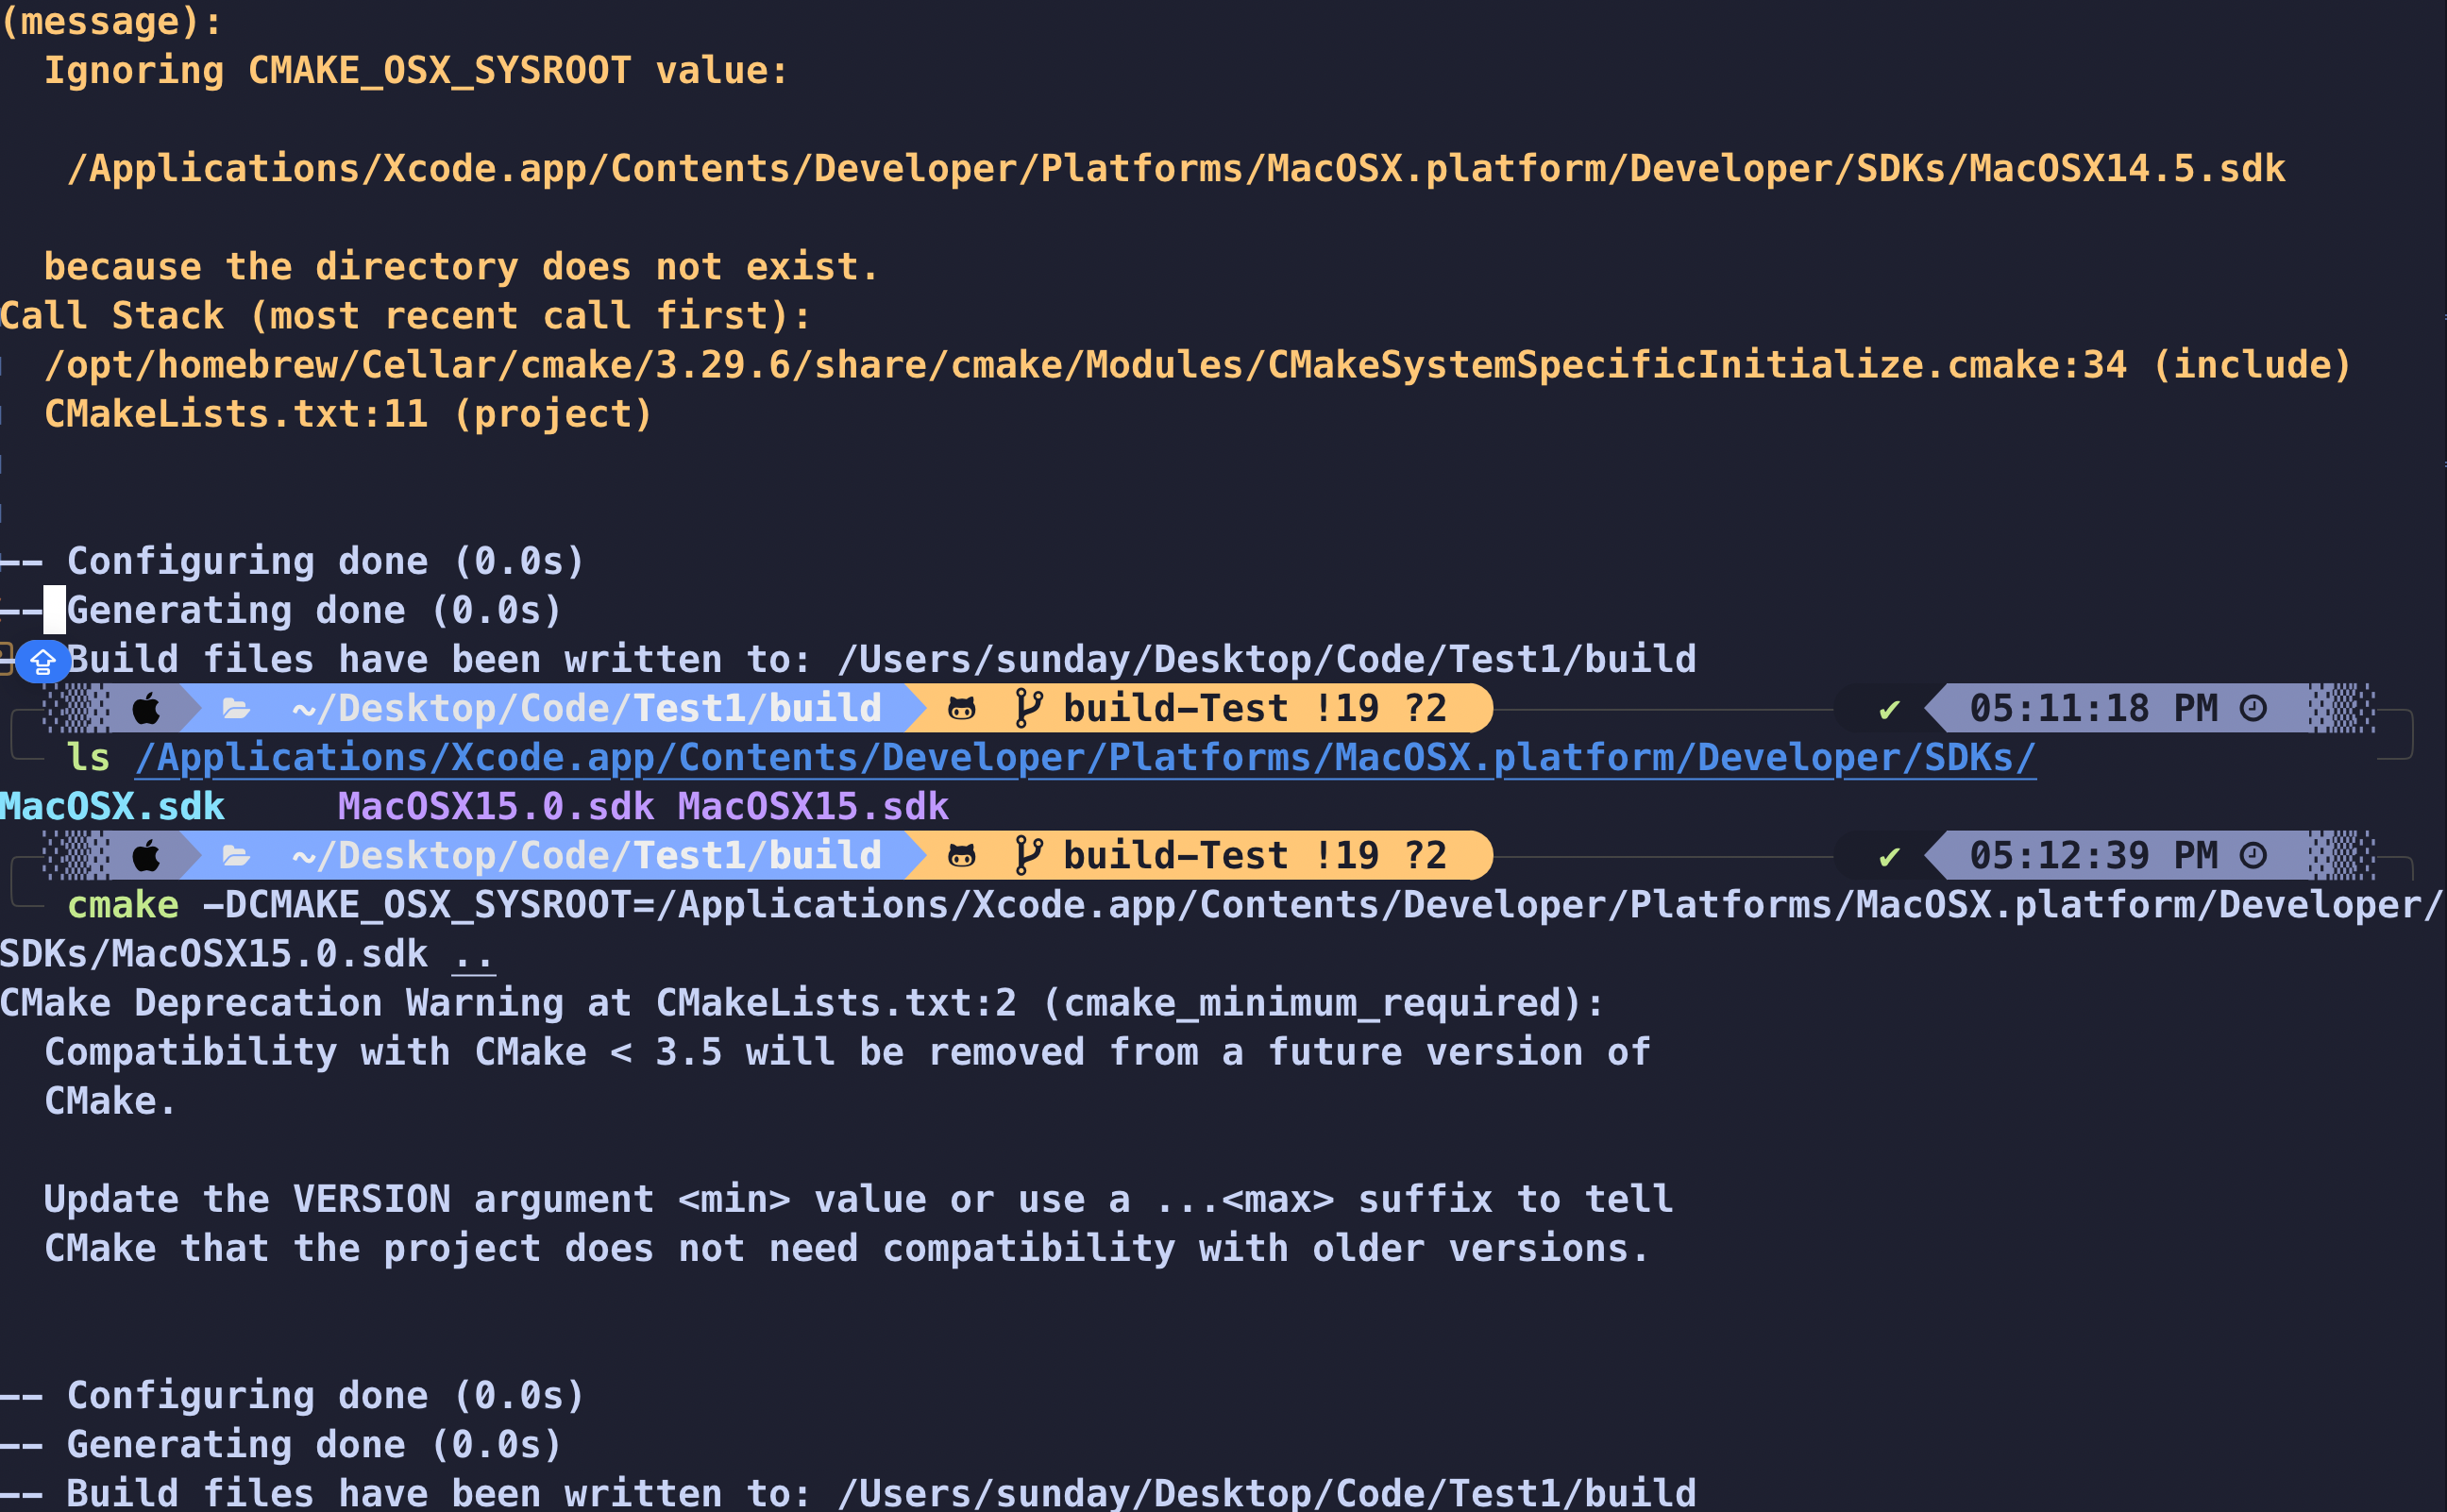 (message):
Ignoring CMAKE_OSX_SYSROOT value:
/Applications/Xcode.app/Contents/Developer/Platforms/MacOSX.platform/Developer/SDKs/MacOSX14.5.sdk
because the directory does not exist.
Call Stack (most recent call first):
/opt/homebrew/Cellar/cmake/3.29.6/share/cmake/Modules/CMakeSystemSpecificInitialize.cmake:34 (include)
CMakeLists.txt:11 (project)
-- Configuring done (0.0s)
-- Generating done (0.0s)
- Build files have been written to: /Users/sunday/Desktop/Code/Test1/build
~/Desktop/Code/Test1/build build-Test !19 ?2 ✔ 05:11:18 PM
ls /Applications/Xcode.app/Contents/Developer/Platforms/MacOSX.platform/Developer/SDKs/
MacOSX.sdk MacOSX15.0.sdk MacOSX15.sdk
~/Desktop/Code/Test1/build build-Test !19 ?2 ✔ 05:12:39 PM
cmake -DCMAKE_OSX_SYSROOT=/Applications/Xcode.app/Contents/Developer/Platforms/MacOSX.platform/Developer/
SDKs/MacOSX15.0.sdk ..
CMake Deprecation Warning at CMakeLists.txt:2 (cmake_minimum_required):
Compatibility with CMake < 3.5 will be removed from a future version of
CMake.
Update the VERSION argument <min> value or use a ...<max> suffix to tell
CMake that the project does not need compatibility with older versions.
-- Configuring done (0.0s)
-- Generating done (0.0s)
-- Build files have been written to: /Users/sunday/Desktop/Code/Test1/build